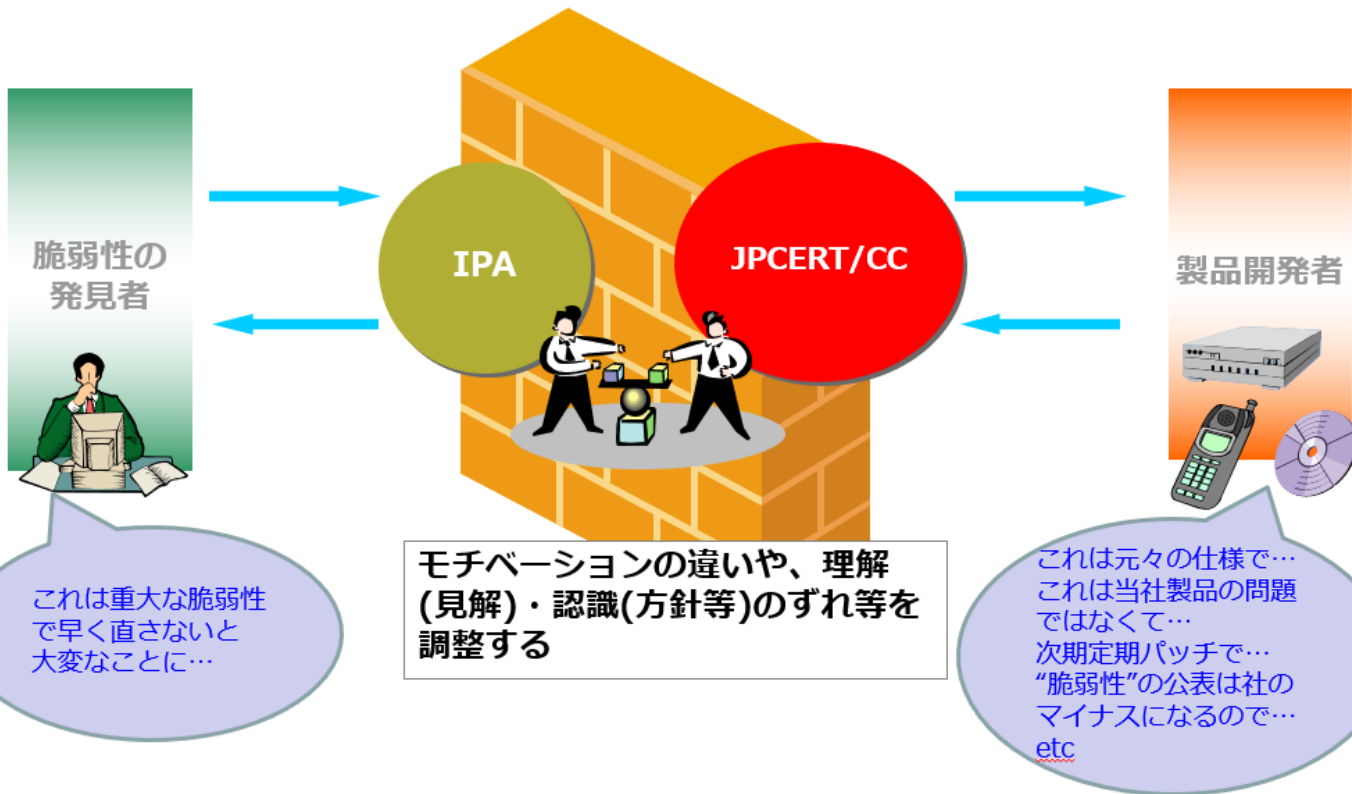 脆弱性の
発見者
IPA
JPCERT/CC
製品開発者
これは重大な脆弱性
で早く直さないと
大変なことに…
モチベーションの違いや、理解
(見解)・認識(方針等)のずれ等を
調整する
これは元々の仕様で…
これは当社製品の問題
ではなくて…
次期定期パッチで…
“脆弱性”の公表は社の
マイナスになるので…
etc